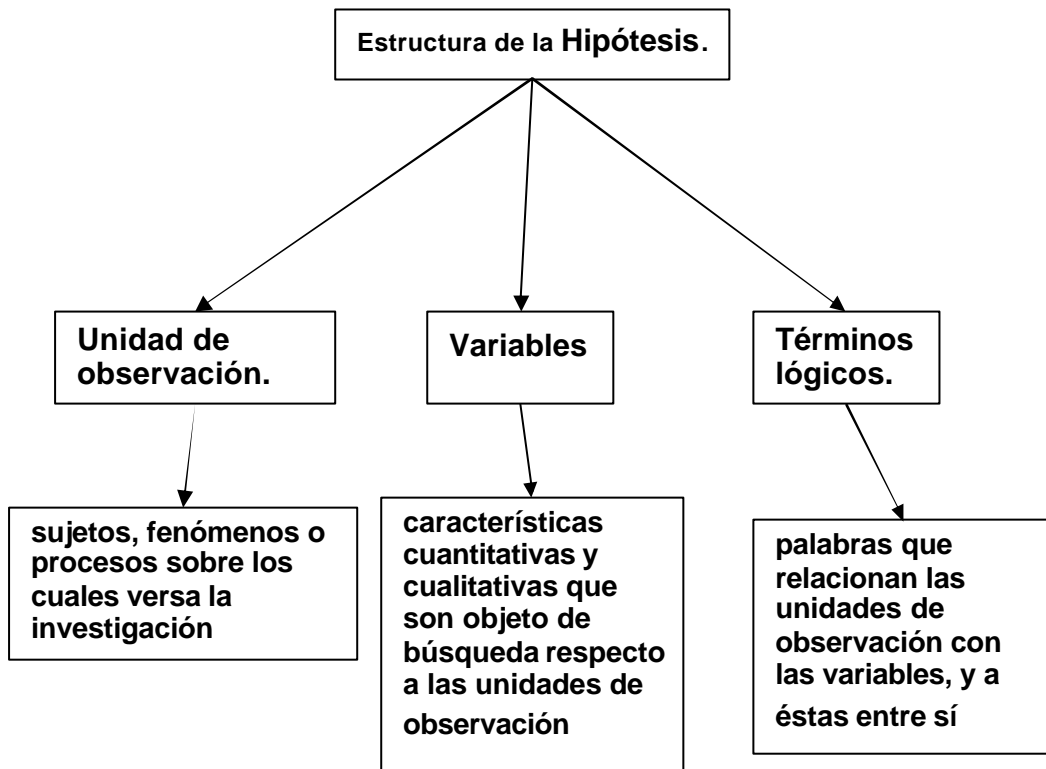 Estructura de la Hipótesis.
Unidad de
observación.
Variables
Términos
lógicos.
sujetos, fenómenos o
procesos sobre los
cuales versa la
investigación
características
cuantitativas y
cualitativas que
son objeto de
búsqueda respecto
a las unidades de
observación
palabras que
relacionan las
unidades de
observación con
las variables, y a
éstas entre sí